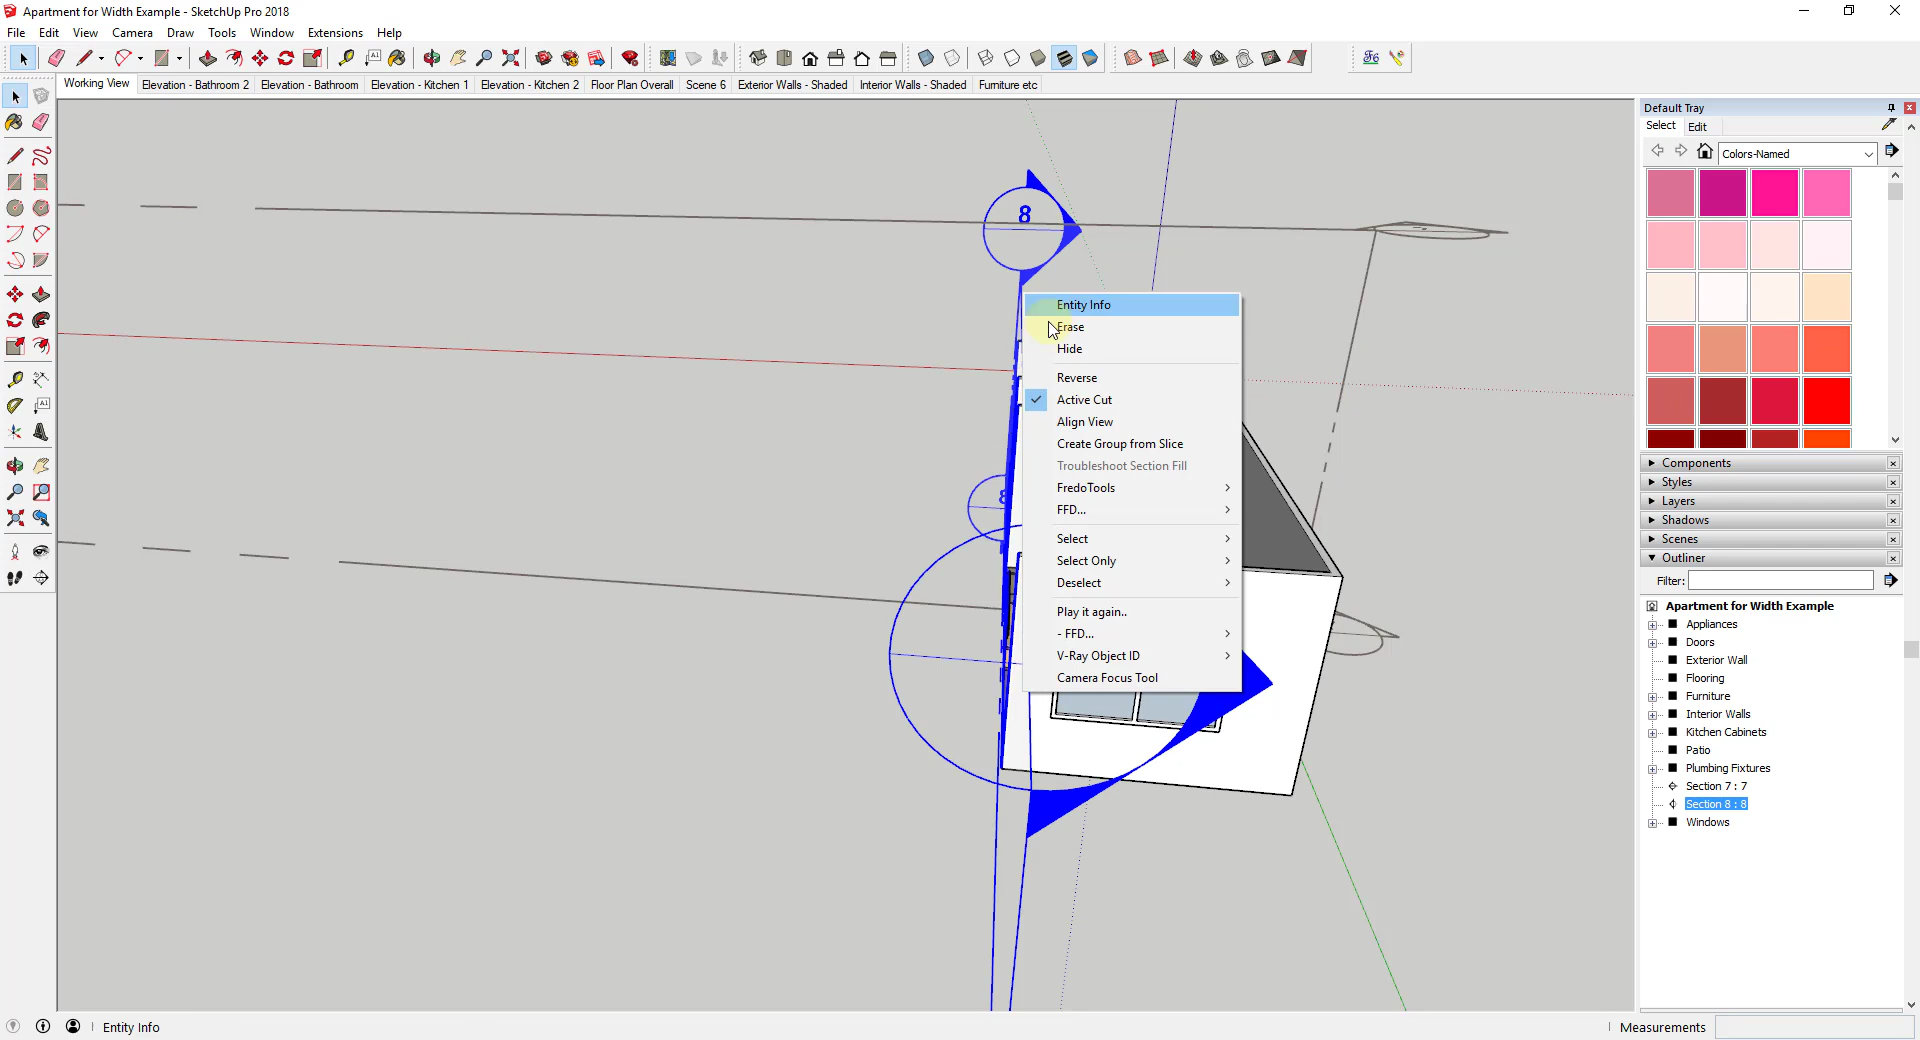 Apartment for Width Example - SketchUp Pro 2018
File Edit View Camera Draw Tools Window Extensions Help
Working View Elevation - Bathroom 2 Elevation - Bathroom Elevation - Kitchen 1 Elevation - Kitchen 2 Floor Plan Overall Scene 6 Exterior Walls - Shaded Interior Walls - Shaded Furniture etc
Default Tray
Select Edit
Colors-Named
8
Entity Info
Erase
Hide
Reverse
Active Cut
Align View
Create Group from Slice
Troubleshoot Section Fill
FredoTools
FFD...
Select
Select Only
Deselect
Play it again..
- FFD...
V-Ray Object ID
Camera Focus Tool
8
Components
Styles
Layers
Shadows
Scenes
Outliner
Filter:
Apartment for Width Example
Appliances
Doors
Exterior Wall
Flooring
Furniture
Interior Walls
Kitchen Cabinets
Patio
Plumbing Fixtures
Section 7 : 7
Section 8 : 8
Windows
Entity Info
Measurements